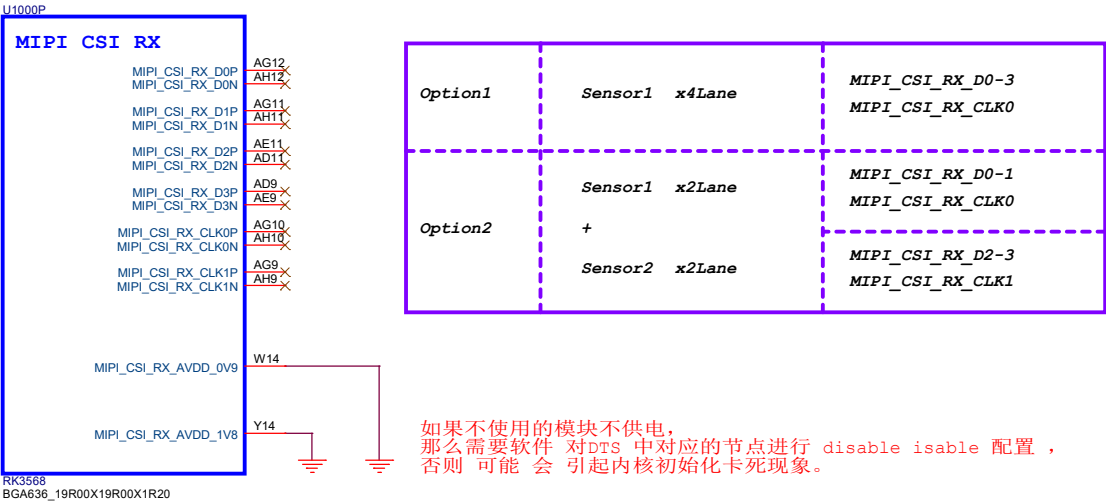 U1000P
MIPI CSI RX
MIPI_CSI_RX_D0P AG12
MIPI_CSI_RX_D0N AH12
MIPI_CSI_RX_D1P AG11
MIPI_CSI_RX_D1N AH11
MIPI_CSI_RX_D2P AE11
MIPI_CSI_RX_D2N AD11
MIPI_CSI_RX_D3P AD9
MIPI_CSI_RX_D3N AE9
MIPI_CSI_RX_CLK0P AG10
MIPI_CSI_RX_CLK0N AH10
MIPI_CSI_RX_CLK1P AG9
MIPI_CSI_RX_CLK1N AH9
MIPI_CSI_RX_AVDD_0V9 W14
MIPI_CSI_RX_AVDD_1V8 Y14
RK3568
BGA636_19R00X19R00X1R20
Option1 Sensor1 x4Lane MIPI_CSI_RX_D0-3
MIPI_CSI_RX_CLK0
Option2 Sensor1 x2Lane MIPI_CSI_RX_D0-1
MIPI_CSI_RX_CLK0
+
Sensor2 x2Lane MIPI_CSI_RX_D2-3
MIPI_CSI_RX_CLK1
如果不使用的模块不供电,
那么需要软件 对DTS 中对应的节点进行 disable isable 配置 ，
否则 可能 会 引起内核初始化卡死现象。